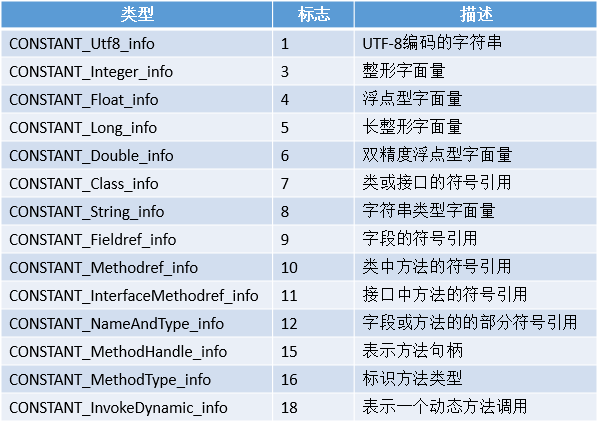 类型 标志 描述
CONSTANT_Utf8_info 1 UTF-8编码的字符串
CONSTANT_Integer_info 3 整形字面量
CONSTANT_Float_info 4 浮点型字面量
CONSTANT_Long_info 5 长整形字面量
CONSTANT_Double_info 6 双精度浮点型字面量
CONSTANT_Class_info 7 类或接口的符号引用
CONSTANT_String_info 8 字符串类型字面量
CONSTANT_Fieldref_info 9 字段的符号引用
CONSTANT_Methodref_info 10 类中方法的符号引用
CONSTANT_InterfaceMethodref_info 11 接口中方法的符号引用
CONSTANT_NameAndType_info 12 字段或方法的的部分符号引用
CONSTANT_MethodHandle_info 15 表示方法句柄
CONSTANT_MethodType_info 16 标识方法类型
CONSTANT_InvokeDynamic_info 18 表示一个动态方法调用